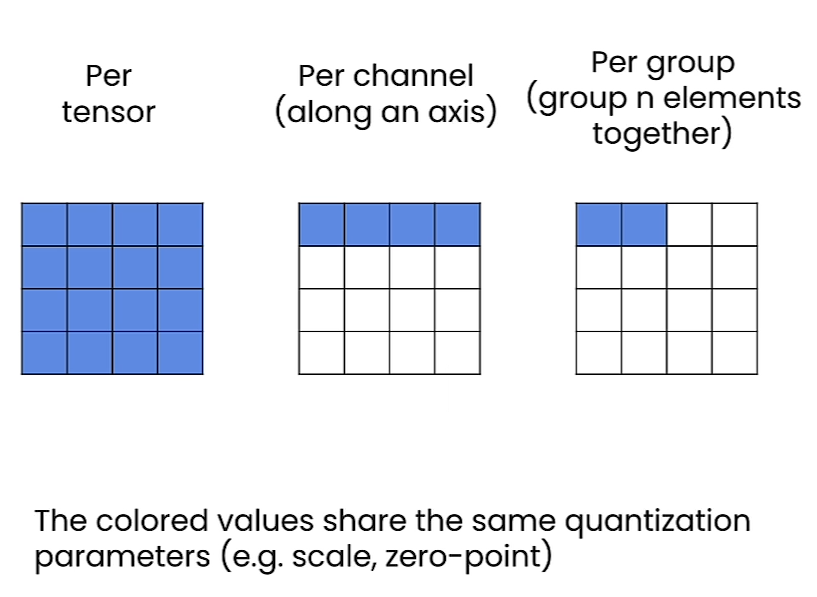 Per
tensor
Per channel
(along an axis)
Per group
(group n elements
together)
The colored values share the same quantization
parameters (e.g. scale, zero-point)